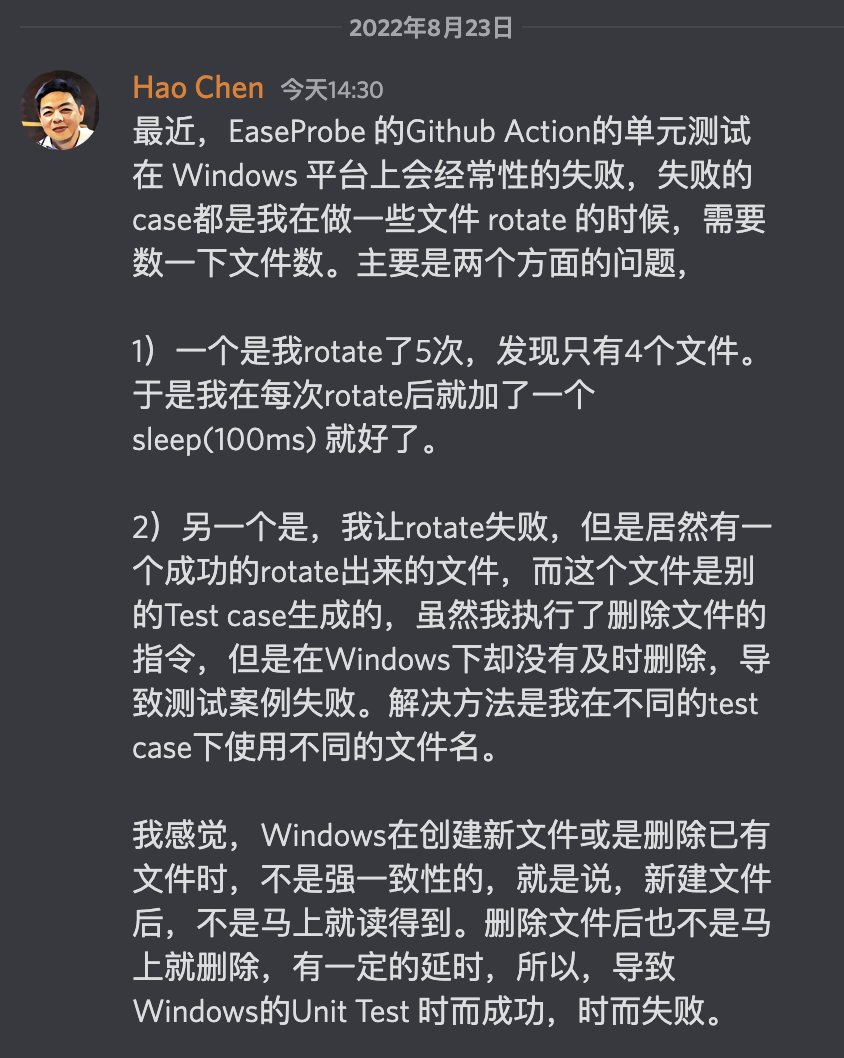 2022年8月23日
Hao Chen 今天14:30
最近，EaseProbe 的Github Action的单元测试
在 Windows 平台上会经常性的失败，失败的
case都是我在做一些文件 rotate 的时候，需要
数一下文件数。主要是两个方面的问题，
1）一个是我rotate了5次，发现只有4个文件。
于是我在每次rotate后就加了一个
sleep(100ms) 就好了。
2）另一个是，我让rotate失败，但是居然有一
个成功的rotate出来的文件，而这个文件是别
的Test case生成的，虽然我执行了删除文件的
指令，但是在Windows下却没有及时删除，导
致测试案例失败。解决方法是我在不同的test
case下使用不同的文件名。
我感觉，Windows在创建新文件或是删除已有
文件时，不是强一致性的，就是说，新建文件
后，不是马上就读得到。删除文件后也不是马
上就删除，有一定的延时，所以，导致
Windows的Unit Test 时而成功，时而失败。